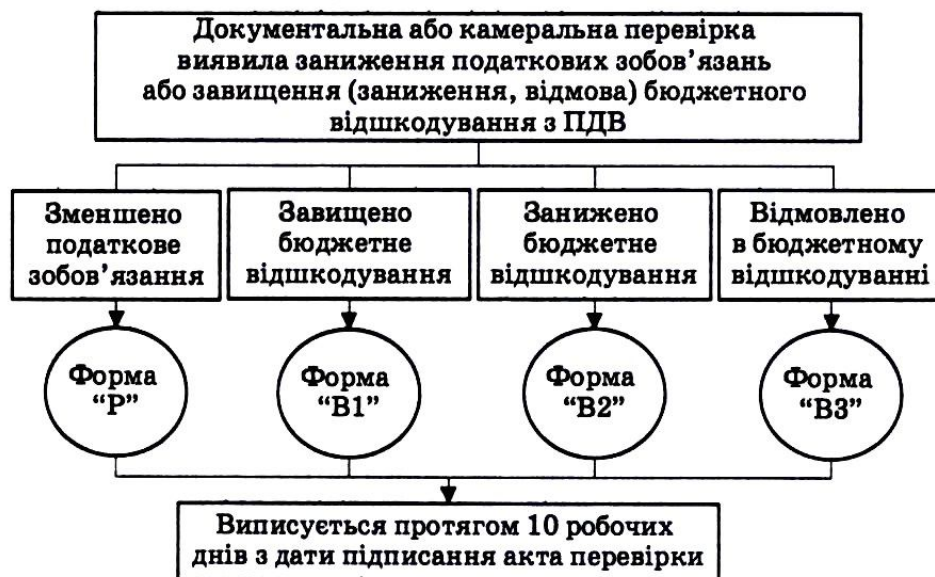 Документальна або камеральна перевірка
виявила заниження податкових зобов’язань
або завищення (заниження, відмова) бюджетного
відшкодування з ПДВ
Зменшено
податкове
зобов’язання
Завищено
бюджетне
відшкодування
Занижено
бюджетне
відшкодування
Відмовлено
в бюджетному
відшкодуванні
Форма
“Р”
Форма
“В1”
Форма
“В2”
Форма
“В3”
Виписується протягом 10 робочих
днів з дати підписання акта перевірки